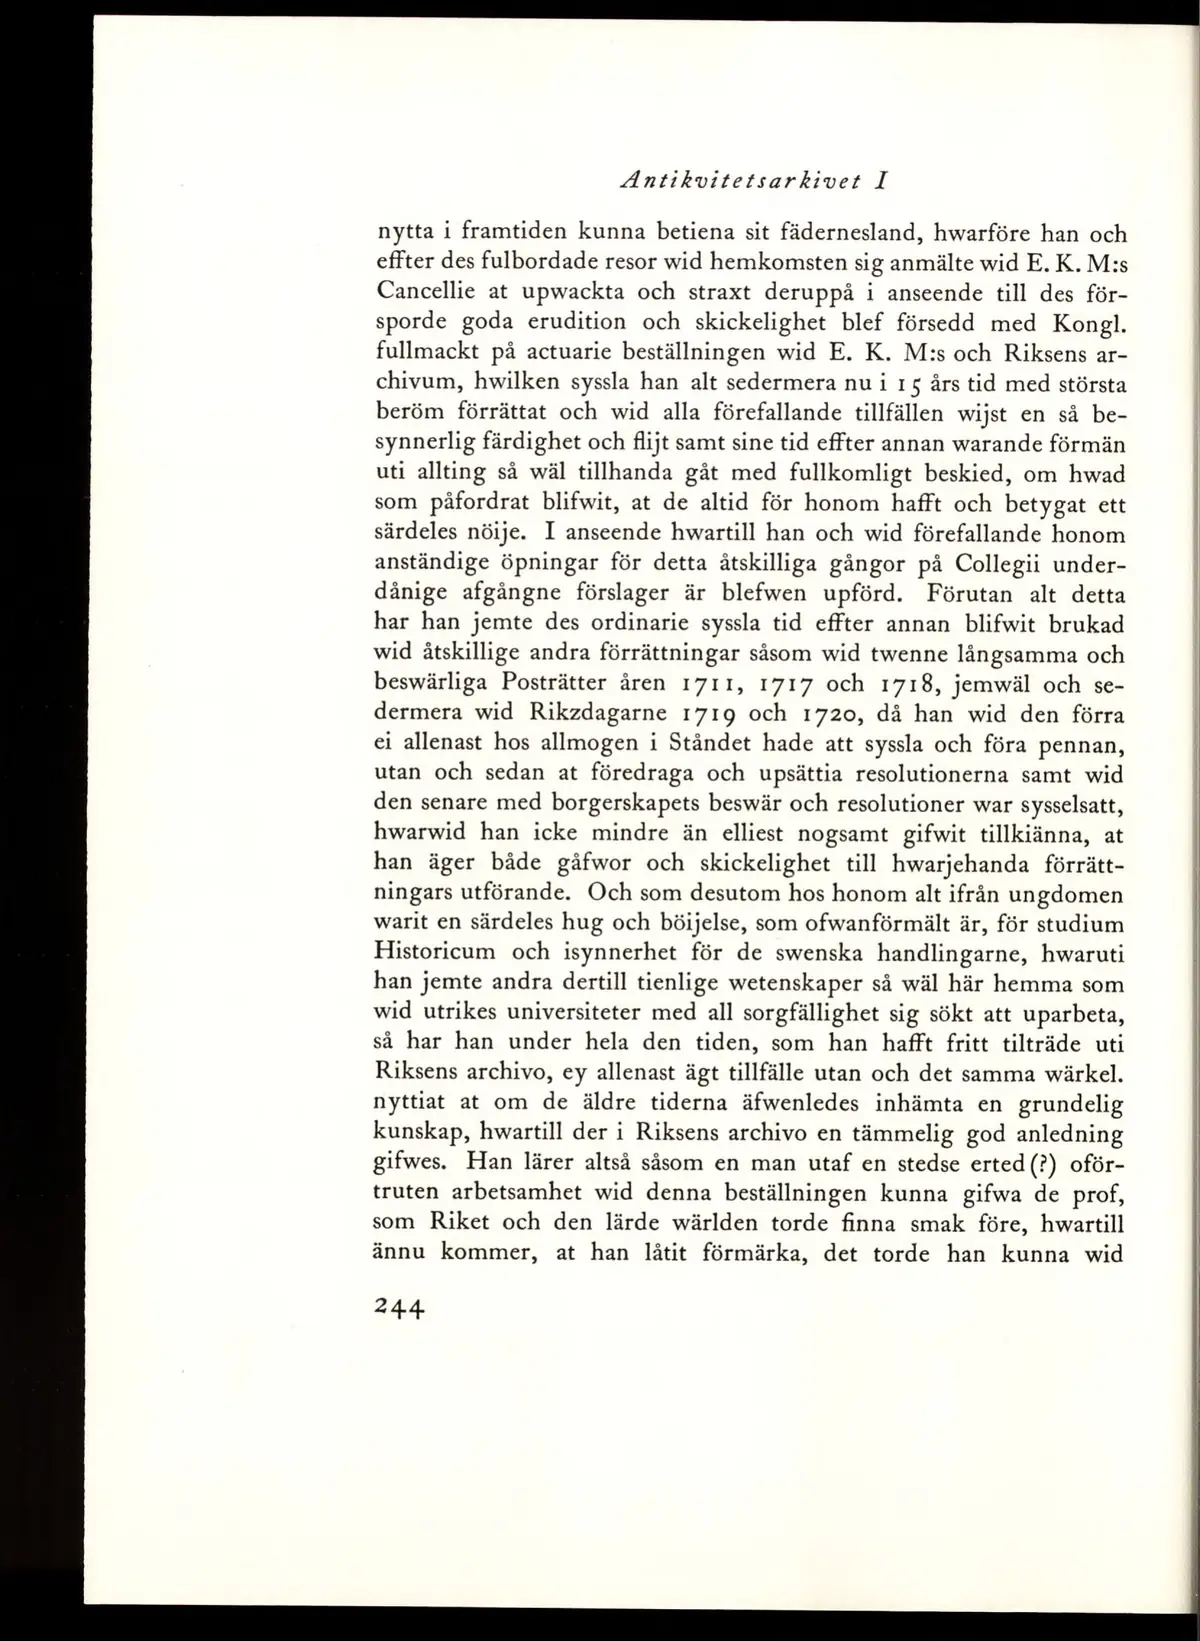 Antikvitetsarkivet I
nytta i framtiden kunna betiena sit fädernesland, hwarföre han och
effter des fulbordade resor wid hemkomsten sig anmälte wid E. K. M:s
Cancellie at upwackta och straxt deruppå i anseende till des för-
sporde goda erudition och skickelighet blef försedd med Kongl.
fullmackt på actuarie beställningen wid E. K. M:s och Riksens ar-
chivum, hwilken syssla han alt sedermera nu i 15 års tid med största
beröm förrättat och wid alla förefallande tillfällen wijst en så be-
synnerlig färdighet och flijt samt sine tid effter annan warande förmän
uti allting så wäl tillhanda gåt med fullkomligt beskied, om hwad
som påfordrat blifwit, at de altid för honom hafft och betygat ett
särdeles nöije. I anseende hwartill han och wid förefallande honom
anständige öpningar för detta åtskilliga gångor på Collegii under-
dånige afgångne förslager är blefwen upförd. Förutan alt detta
har han jemte des ordinarie syssla tid effter annan blifwit brukad
wid åtskillige andra förrättningar såsom wid twenne långsamma och
beswärliga Posträtter åren 1711, 1717 och 1718, jemwäl och se-
dermera wid Rikzdagarne 1719 och 1720, då han wid den förra
ei allenast hos allmogen i Ståndet hade att syssla och föra pennan,
utan och sedan at föredraga och upsättia resolutionerna samt wid
den senare med borgerskapets beswär och resolutioner war sysselsatt,
hwarwid han icke mindre än elliest nogsamt gifwit tillkiänna, at
han äger både gåfwor och skickelighet till hwarjehanda förrätt-
ningars utförande. Och som desutom hos honom alt ifrån ungdomen
warit en särdeles hug och böijelse, som ofwanförmält är, för studium
Historicum och isynnerhet för de swenska handlingarne, hwaruti
han jemte andra dertill tienlige wetenskaper så wäl här hemma som
wid utrikes universiteter med all sorgfällighet sig sökt att uparbeta,
så har han under hela den tiden, som han hafft fritt tilträde uti
Riksens archivo, ey allenast ägt tillfälle utan och det samma wärkel.
nyttiat at om de äldre tiderna äfwenledes inhämta en grundelig
kunskap, hwartill der i Riksens archivo en tämmelig god anledning
gifwes. Han lärer altså såsom en man utaf en stedse erted (?) oför-
truten arbetsamhet wid denna beställningen kunna gifwa de prof,
som Riket och den lärde wärlden torde finna smak före, hwartill
ännu kommer, at han låtit förmärka, det torde han kunna wid
244